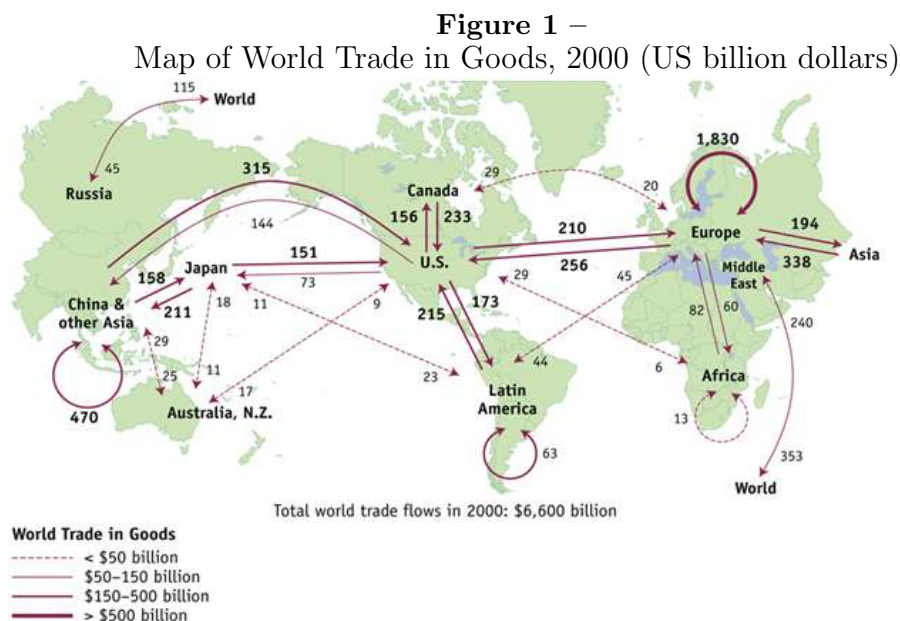 Figure 1 –
Map of World Trade in Goods, 2000 (US billion dollars)
115
World
45
Russia
315
144
Canada
156
233
29
20
1,830
Europe
194
Asia
338
210
256
U.S.
151
73
Japan
158
211
China &
other Asia
18
11
9
29
45
Middle
East
240
29
25
11
17
215
173
82
60
470
Australia, N.Z.
23
44
6
Latin
America
Africa
13
63
353
World
Total world trade flows in 2000: $6,600 billion
World Trade in Goods
< $50 billion
$50–150 billion
$150–500 billion
> $500 billion